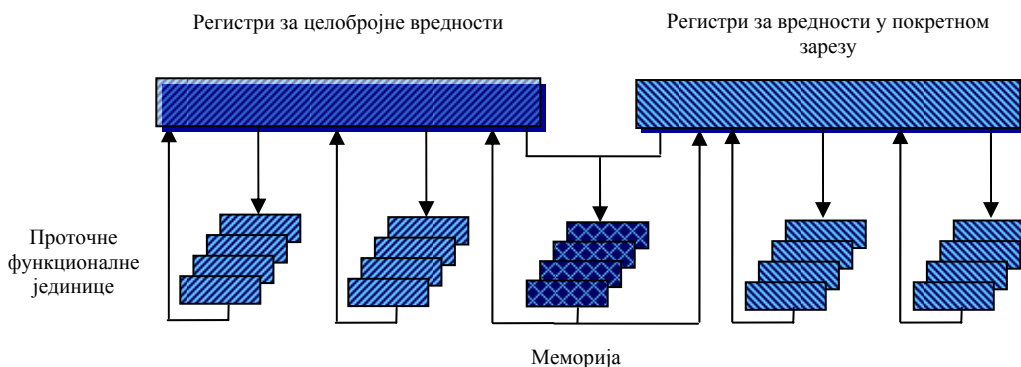 Регистри за целобројне вредности
Регистри за вредности у покретном
зарезу
Проточне
функционалне
јединице
Меморија